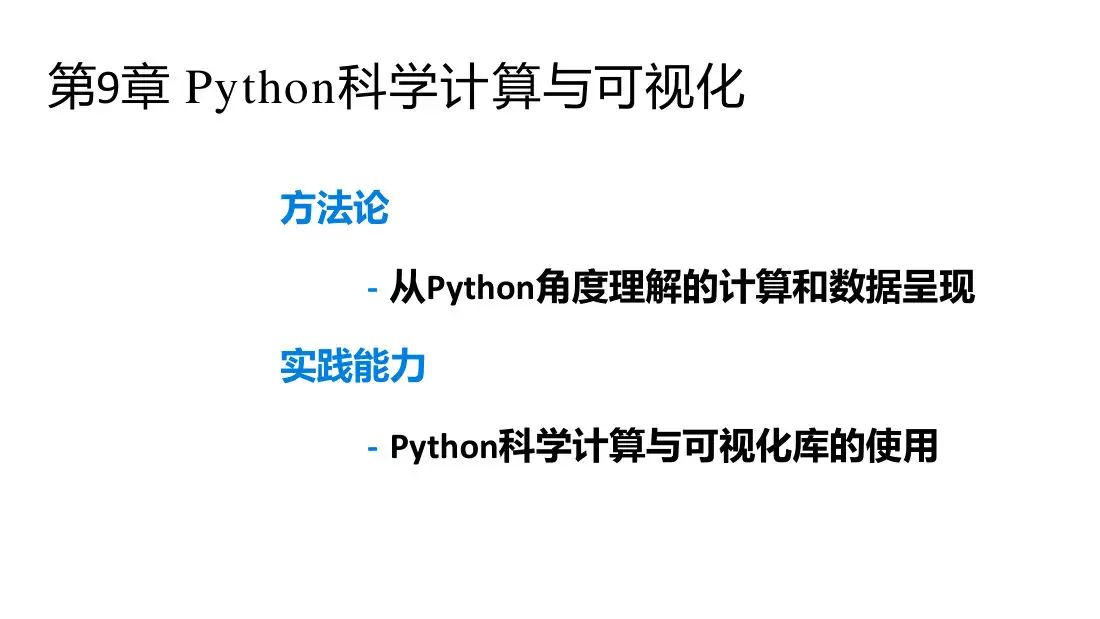 第9章 Python科学计算与可视化
方法论
- 从Python角度理解的计算和数据呈现
实践能力
- Python科学计算与可视化库的使用